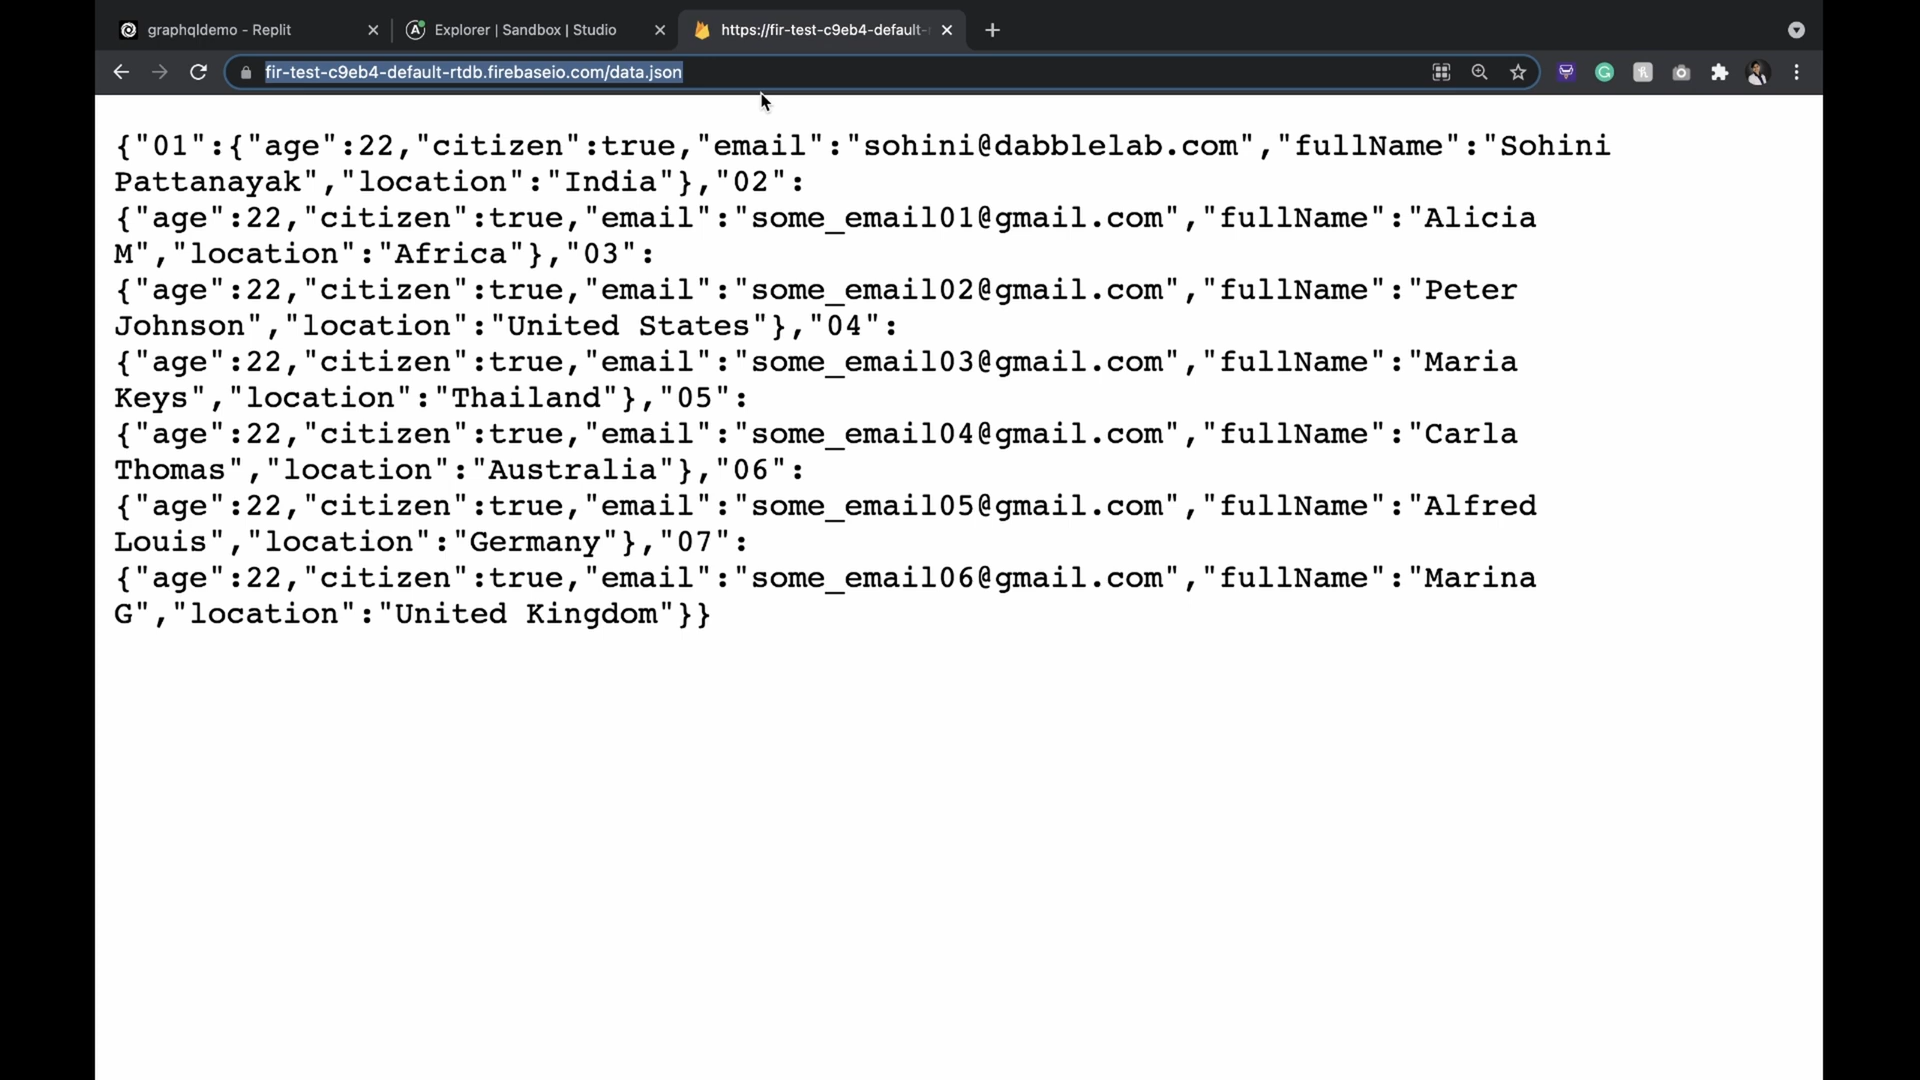 graphqldemo - Replit
Explorer | Sandbox | Studio
https://fir-test-c9eb4-default-
fir-test-c9eb4-default-rtdb.firebaseio.com/data.json
{"01":{"age":22,"citizen":true,"email":"sohini@dabblelab.com","fullName":"Sohini
Pattanayak","location":"India"},"02":
{"age":22,"citizen":true,"email":"some_email01@gmail.com","fullName":"Alicia
M","location":"Africa"},"03":
{"age":22,"citizen":true,"email":"some_email02@gmail.com","fullName":"Peter
Johnson","location":"United States"},"04":
{"age":22,"citizen":true,"email":"some_email03@gmail.com","fullName":"Maria
Keys","location":"Thailand"},"05":
{"age":22,"citizen":true,"email":"some_email04@gmail.com","fullName":"Carla
Thomas","location":"Australia"},"06":
{"age":22,"citizen":true,"email":"some_email05@gmail.com","fullName":"Alfred
Louis","location":"Germany"},"07":
{"age":22,"citizen":true,"email":"some_email06@gmail.com","fullName":"Marina
G","location":"United Kingdom"}}